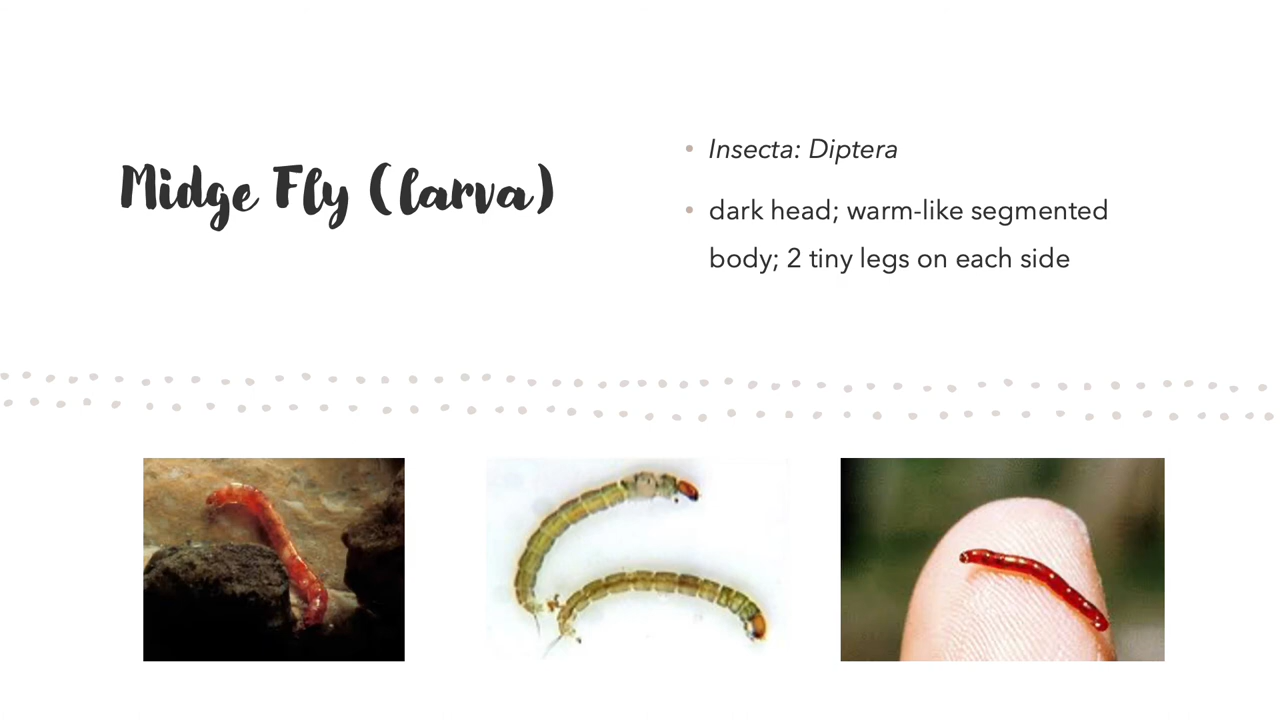 Midge Fly (larva)
• Insecta: Diptera
• dark head; warm-like segmented
body; 2 tiny legs on each side